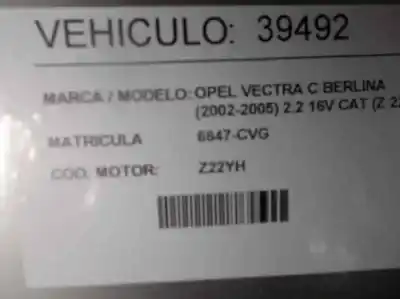 VEHICULO: 39492
MARCA / MODELO: OPEL VECTRA C BERLINA
(2002-2005) 2.2 16V CAT (Z 22
MATRICULA 6847-CVG
COD. MOTOR: Z22YH